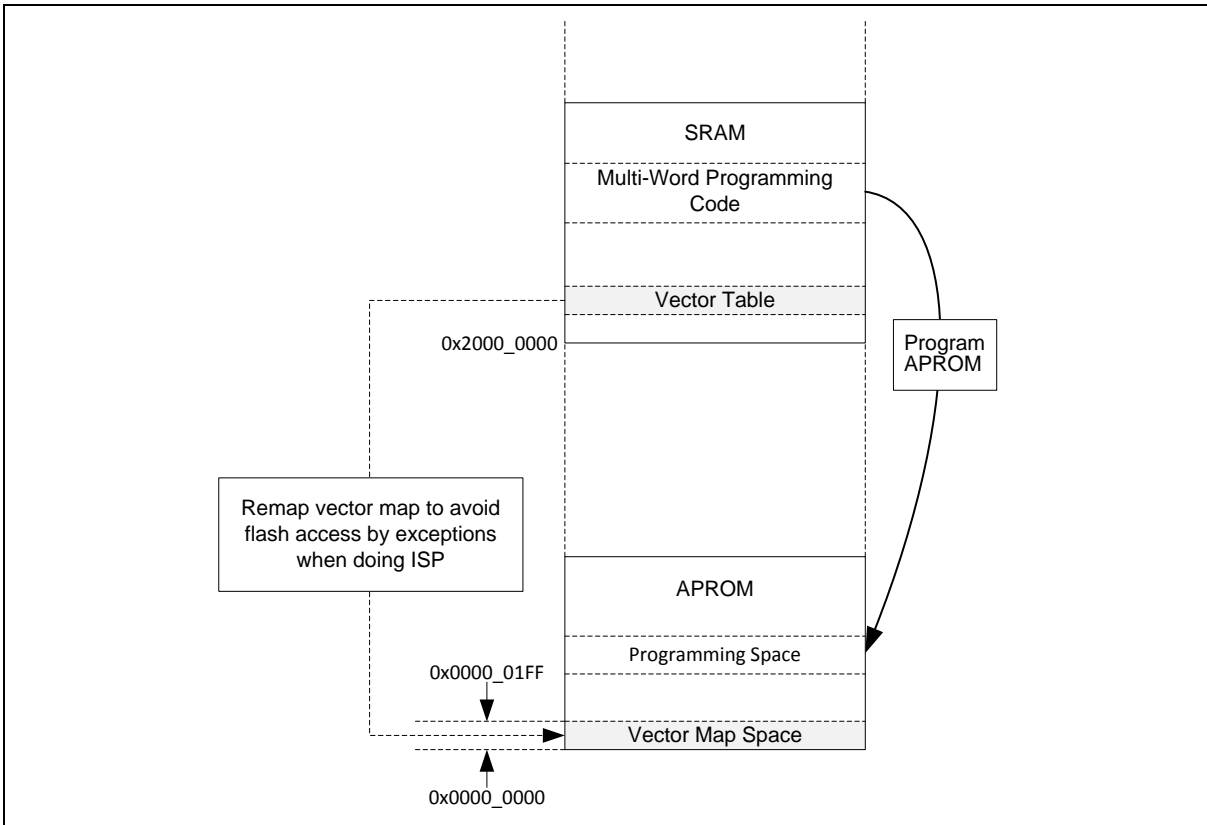 SRAM
Multi-Word Programming
Code
Vector Table
0x2000_0000
Program
APROM
Remap vector map to avoid
flash access by exceptions
when doing ISP
APROM
Programming Space
0x0000_01FF
Vector Map Space
0x0000_0000